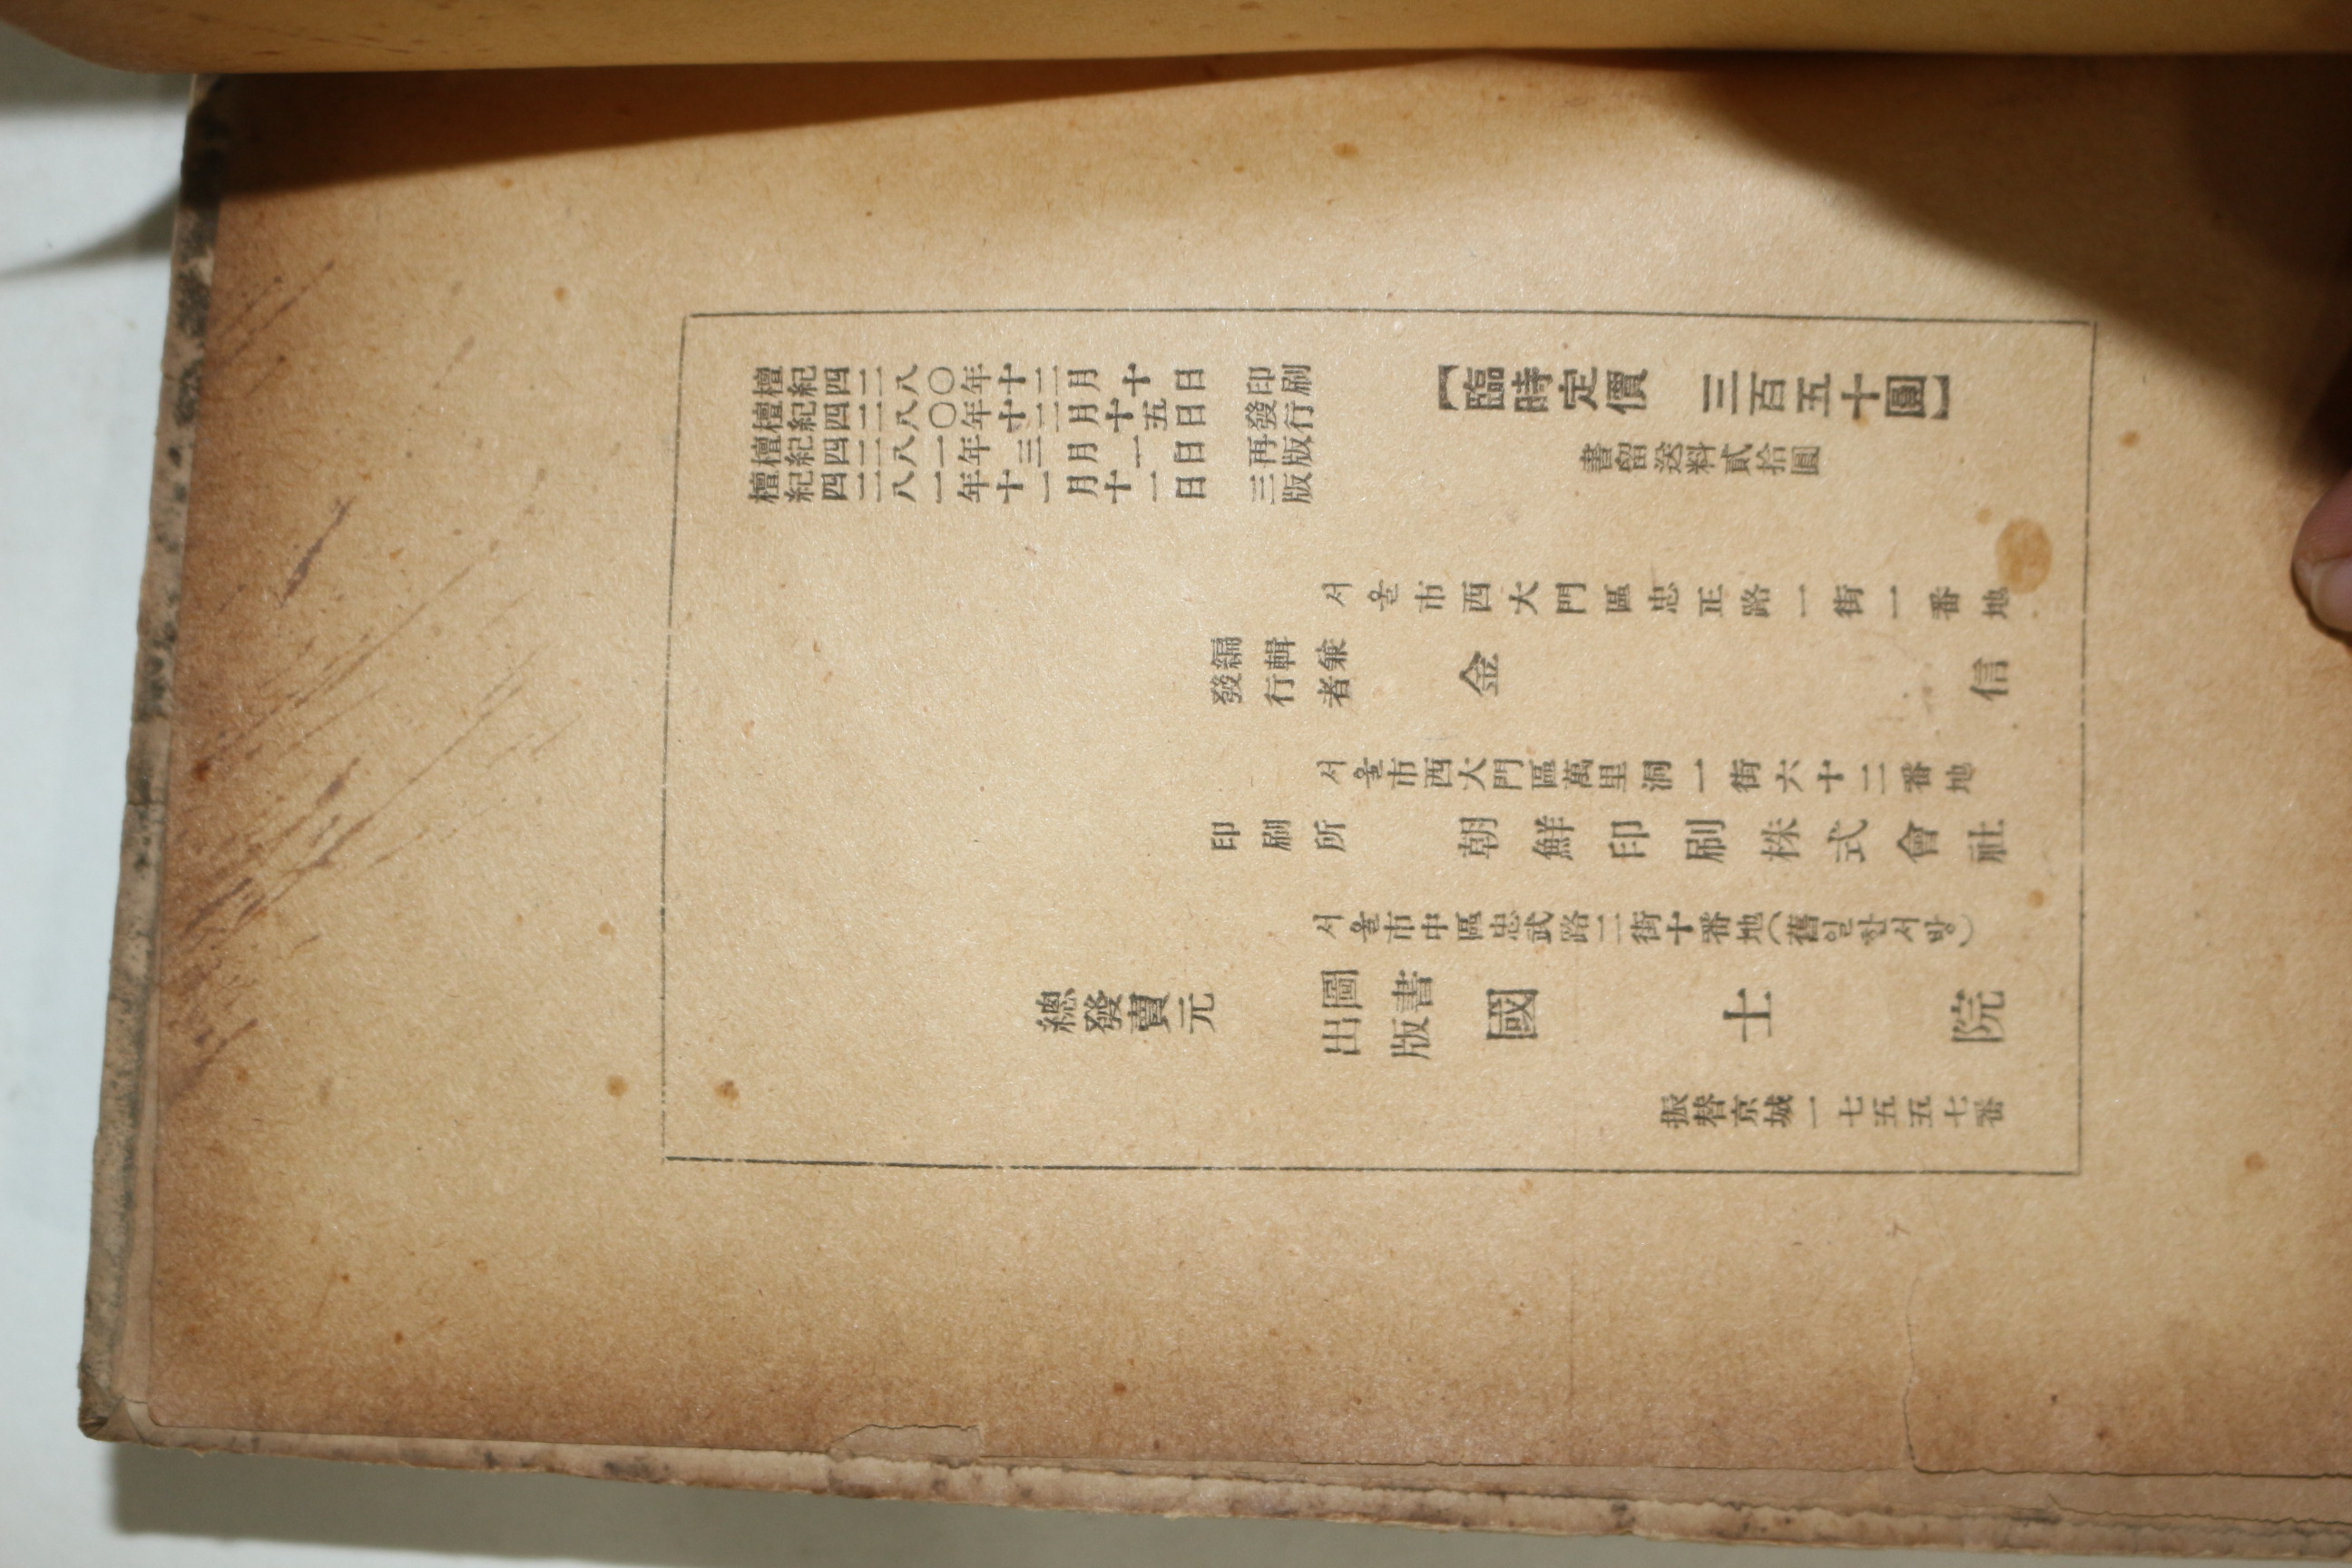 檀紀四二八〇年十二月十日 印刷
檀紀四二八〇年十二月十五日 發行
檀紀四二八一年三月一日 再版
檀紀四二八一年十一月十一日 三版
【臨時定價 三百五十圓】
書留送料貳拾圓
서울市西大門區忠正路一街一番地
編輯兼
發行者 金信
서울市西大門區萬里洞一街六十二番地
印刷所 朝鮮印刷株式會社
서울市中區忠武路二街十番地(舊일한서방)
總發賣元 圖書出版 國士院
振替京城一七五五七番